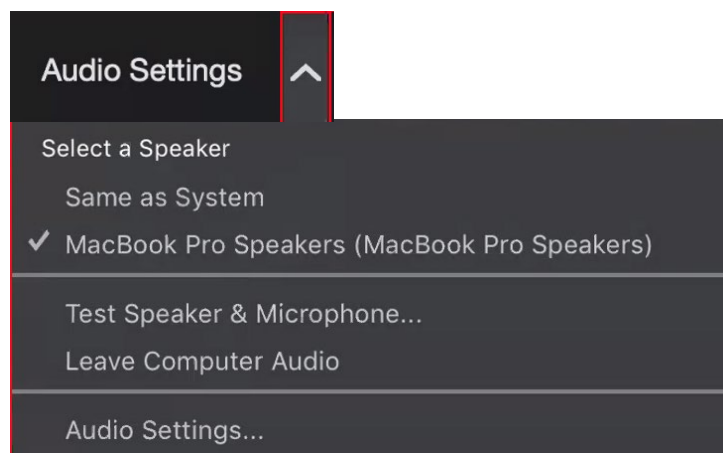 Audio Settings
Select a Speaker
Same as System
MacBook Pro Speakers (MacBook Pro Speakers)
Test Speaker & Microphone...
Leave Computer Audio
Audio Settings...